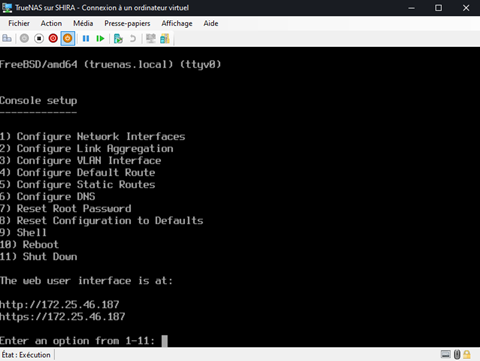 TrueNAS sur SHIRA - Connexion à un ordinateur virtuel
Fichier Action Média Presse-papiers Affichage Aide
FreeBSD/amd64 (truenas.local) (ttyv0)
Console setup
-------------
1) Configure Network Interfaces
2) Configure Link Aggregation
3) Configure VLAN Interface
4) Configure Default Route
5) Configure Static Routes
6) Configure DNS
7) Reset Root Password
8) Reset Configuration to Defaults
9) Shell
10) Reboot
11) Shut Down
The web user interface is at:
http://172.25.46.187
https://172.25.46.187
Enter an option from 1-11:
État : Exécution